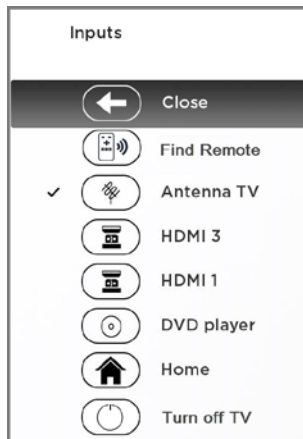 Inputs
Close
Find Remote
Antenna TV
HDMI 3
HDMI 1
DVD player
Home
Turn off TV